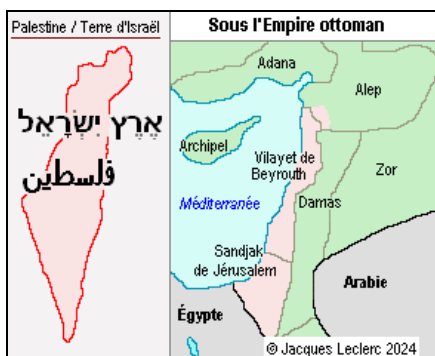 Palestine / Terre d'Israël
אֶרֶץ יִשְׂרָאֵל
فلسطين
Sous l'Empire ottoman
Adana
Alep
Archipel
Vilayet de
Beyrouth
Zor
Méditerranée
Damas
Sandjak
de Jérusalem
Arabie
Égypte
© Jacques Leclerc 2024